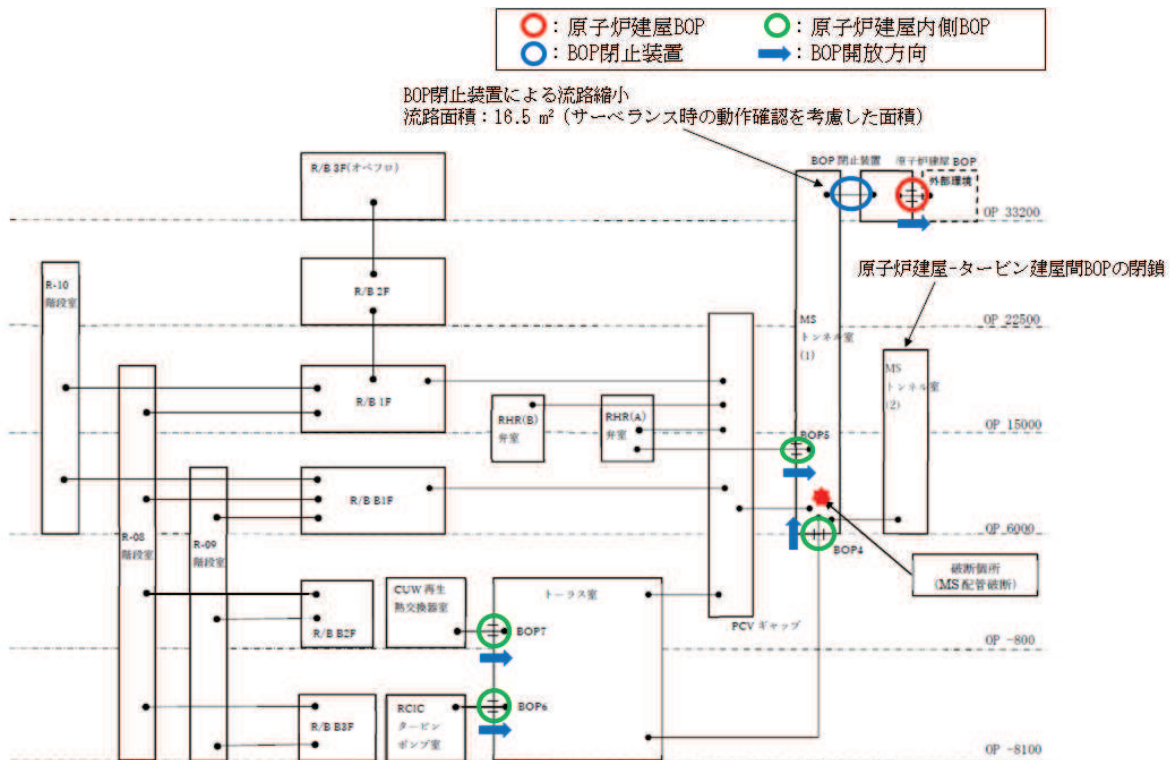 ：原子炉建屋BOP
：原子炉建屋内側BOP
：BOP閉止装置
：BOP開放方向
BOP閉止装置による流路縮小
流路面積：16.5 m²（サーベランス時の動作確認を考慮した面積）
BOP 閉止装置
原子炉建屋 BOP
外部環境
R/B 3F(オペフロ)
OP 33200
原子炉建屋-タービン建屋間BOPの閉鎖
R-10
階段室
R/B 2F
MS
トンネル室
(1)
OP 22500
MS
トンネル室
(2)
R/B 1F
RHR(B)
弁室
RHR(A)
弁室
OP 15000
BOP5
R/B B1F
R-08
階段室
R-09
階段室
OP 6000
BOP4
破断個所
(MS 配管破断)
CUW 再生
熱交換器室
トーラス室
R/B B2F
BOP7
PCV ギャップ
OP -800
RCIC
タービン
ポンプ室
BOP6
R/B B3F
OP -8100